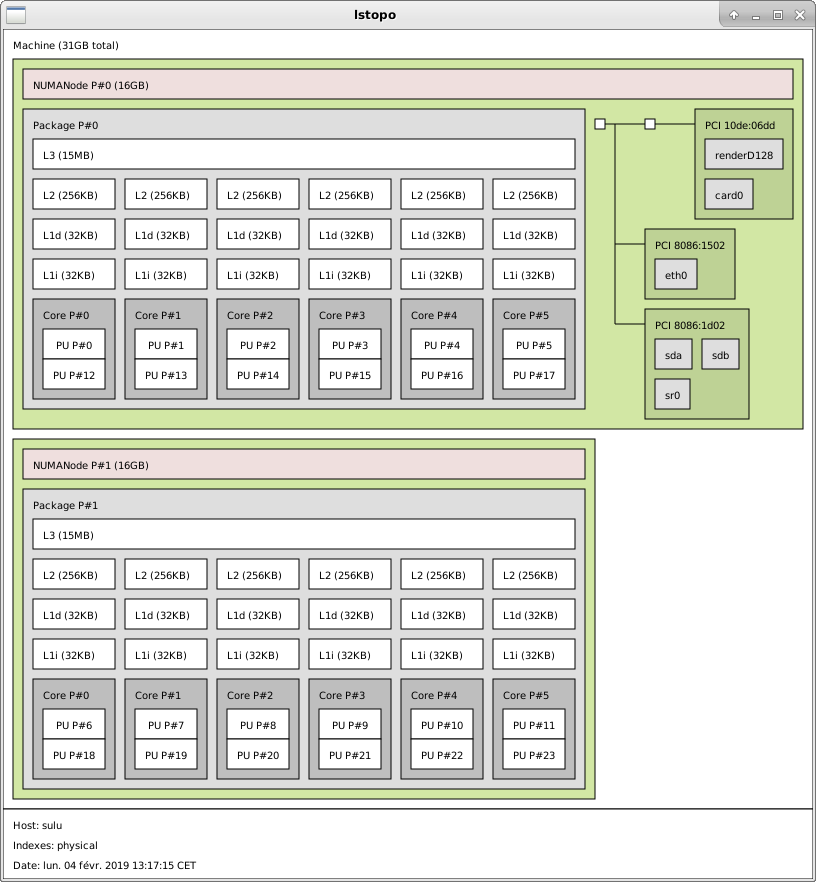 lstopo
Machine (31GB total)
NUMANode P#0 (16GB)
Package P#0
L3 (15MB)
L2 (256KB) L2 (256KB) L2 (256KB) L2 (256KB) L2 (256KB) L2 (256KB)
L1d (32KB) L1d (32KB) L1d (32KB) L1d (32KB) L1d (32KB) L1d (32KB)
L1i (32KB) L1i (32KB) L1i (32KB) L1i (32KB) L1i (32KB) L1i (32KB)
Core P#0 Core P#1 Core P#2 Core P#3 Core P#4 Core P#5
PU P#0 PU P#1 PU P#2 PU P#3 PU P#4 PU P#5
PU P#12 PU P#13 PU P#14 PU P#15 PU P#16 PU P#17
PCI 10de:06dd
renderD128
card0
PCI 8086:1502
eth0
PCI 8086:1d02
sda sdb
sr0
NUMANode P#1 (16GB)
Package P#1
L3 (15MB)
L2 (256KB) L2 (256KB) L2 (256KB) L2 (256KB) L2 (256KB) L2 (256KB)
L1d (32KB) L1d (32KB) L1d (32KB) L1d (32KB) L1d (32KB) L1d (32KB)
L1i (32KB) L1i (32KB) L1i (32KB) L1i (32KB) L1i (32KB) L1i (32KB)
Core P#0 Core P#1 Core P#2 Core P#3 Core P#4 Core P#5
PU P#6 PU P#7 PU P#8 PU P#9 PU P#10 PU P#11
PU P#18 PU P#19 PU P#20 PU P#21 PU P#22 PU P#23
Host: sulu
Indexes: physical
Date: lun. 04 févr. 2019 13:17:15 CET